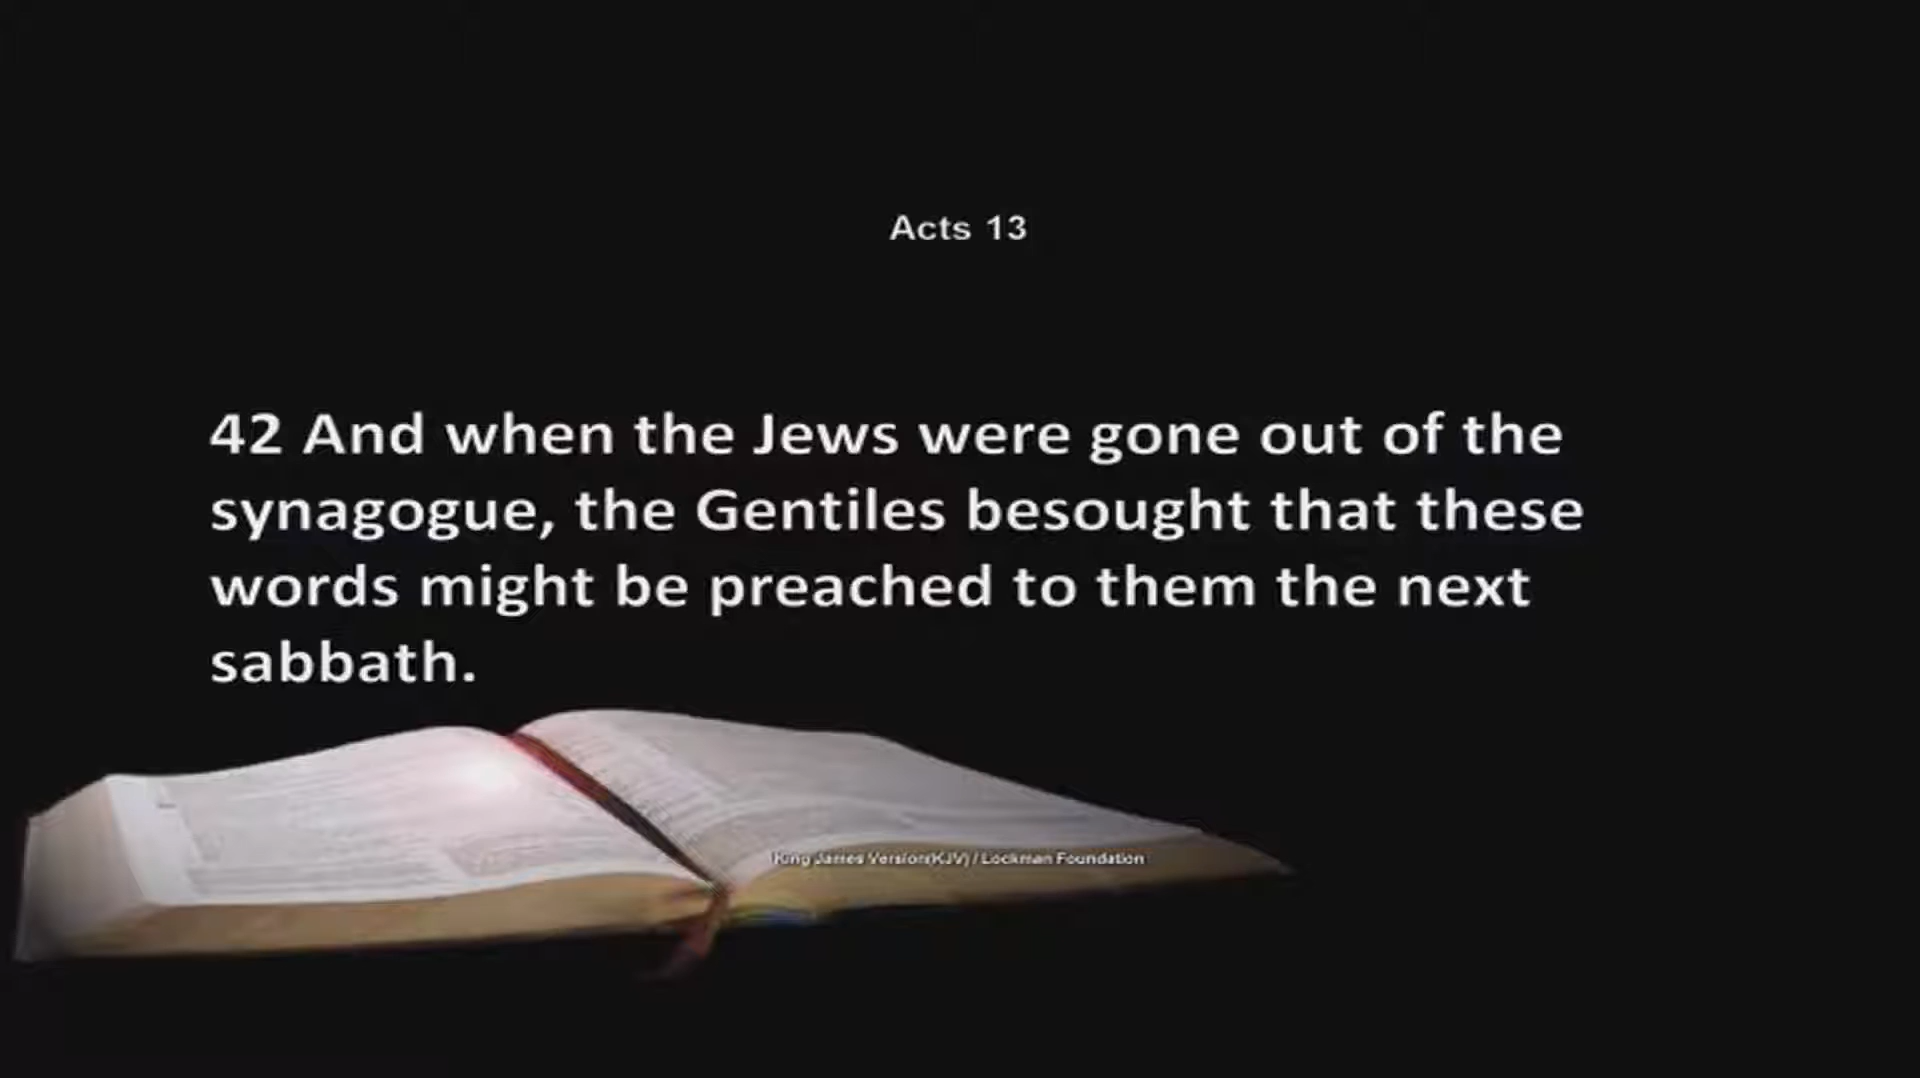 Acts 13
42 And when the Jews were gone out of the
synagogue, the Gentiles besought that these
words might be preached to them the next
sabbath.
King James Version(KJV) / Lockman Foundation